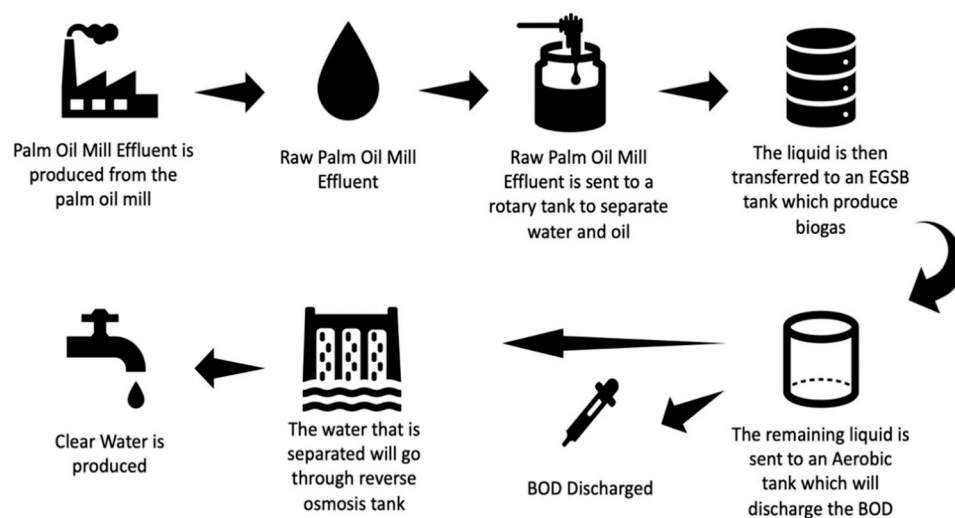 Palm Oil Mill Effluent is
produced from the
palm oil mill
Raw Palm Oil Mill
Effluent
Raw Palm Oil Mill
Effluent is sent to a
rotary tank to separate
water and oil
The liquid is then
transferred to an EGSB
tank which produce
biogas
Clear Water is
produced
The water that is
separated will go
through reverse
osmosis tank
BOD Discharged
The remaining liquid is
sent to an Aerobic
tank which will
discharge the BOD